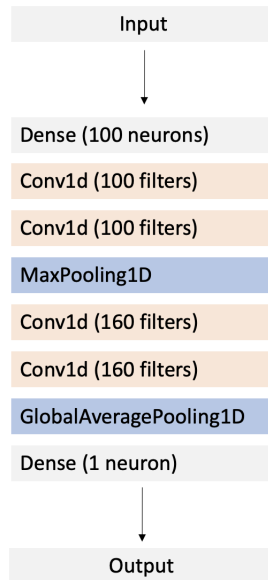 Input
Dense (100 neurons)
Conv1d (100 filters)
Conv1d (100 filters)
MaxPooling1D
Conv1d (160 filters)
Conv1d (160 filters)
GlobalAveragePooling1D
Dense (1 neuron)
Output